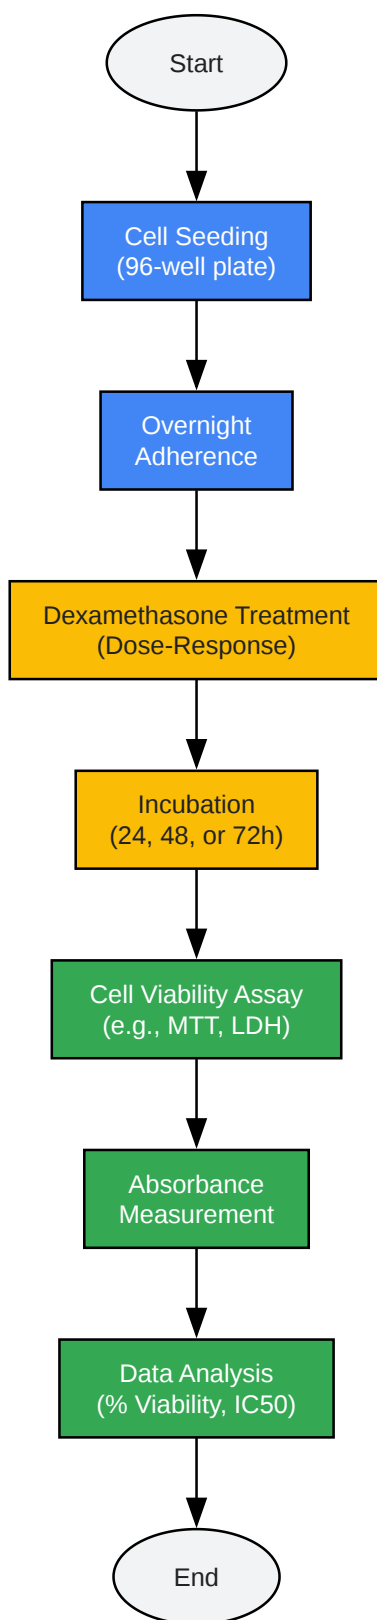 Start
Cell Seeding
(96-well plate)
Overnight
Adherence
Dexamethasone Treatment
(Dose-Response)
Incubation
(24, 48, or 72h)
Cell Viability Assay
(e.g., MTT, LDH)
Absorbance
Measurement
Data Analysis
(% Viability, IC50)
End